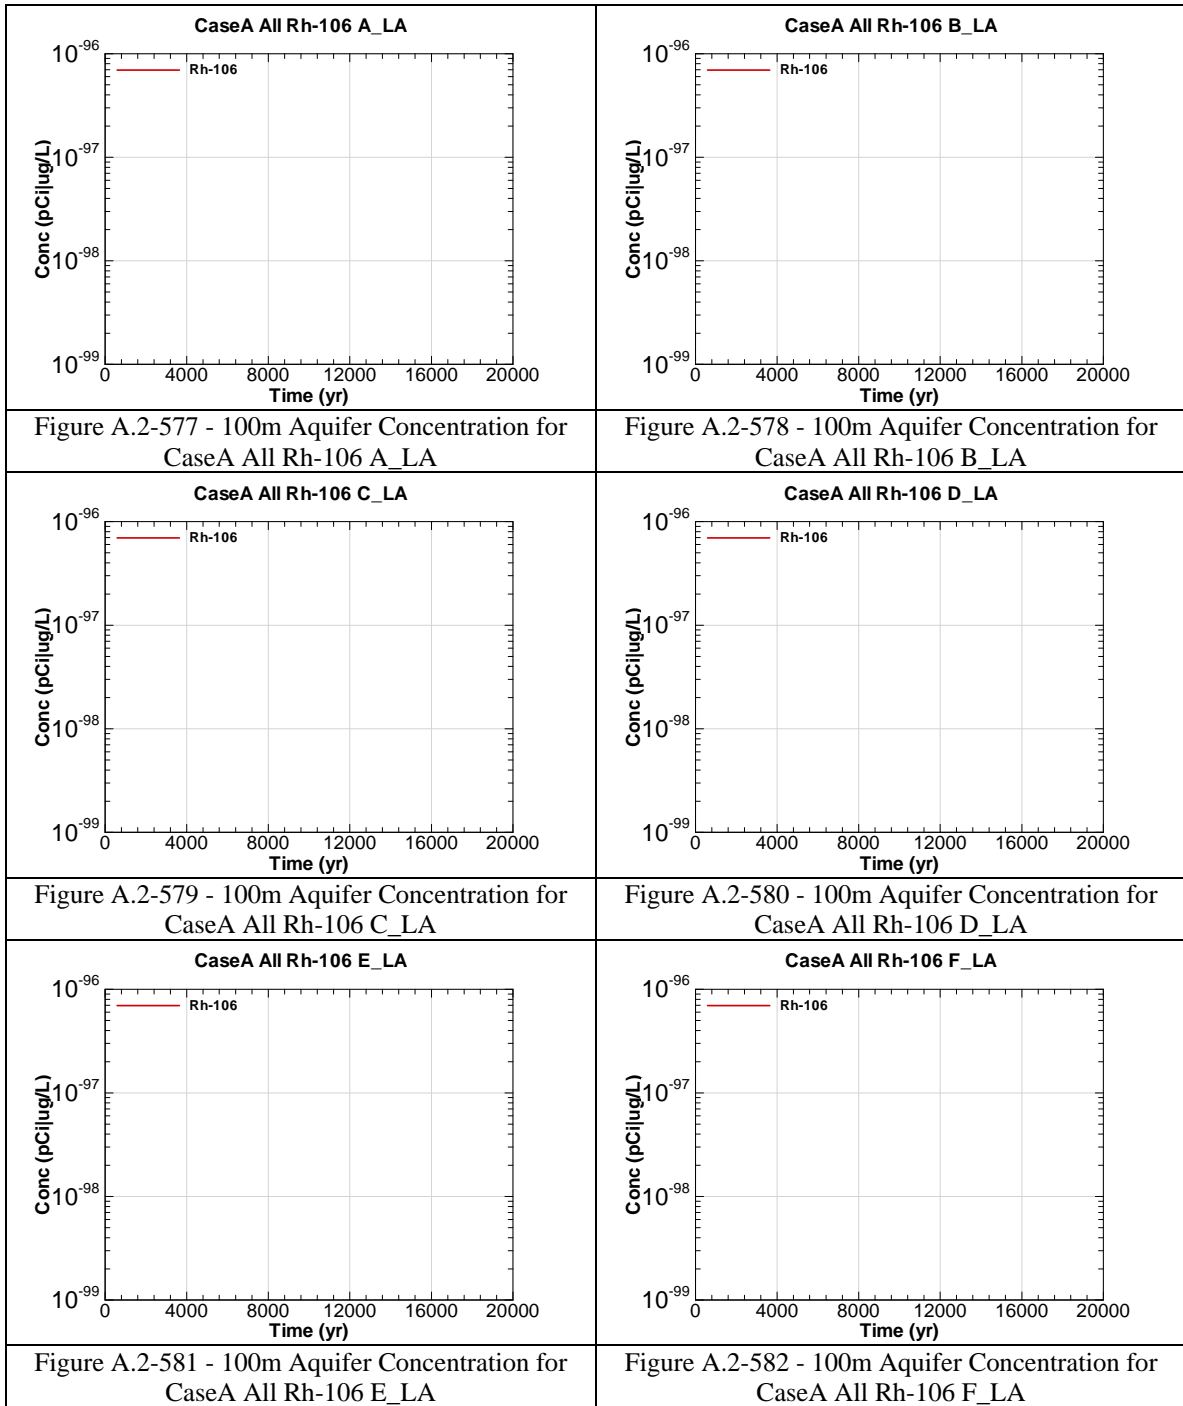 CaseA All Rh-106 A_LA
10^-96
Rh-106
10^-97
Conc (pCi|ug/L)
10^-98
10^-99
0 4000 8000 12000 16000 20000
Time (yr)
Figure A.2-577 - 100m Aquifer Concentration for
CaseA All Rh-106 A_LA
CaseA All Rh-106 B_LA
10^-96
Rh-106
10^-97
Conc (pCi|ug/L)
10^-98
10^-99
0 4000 8000 12000 16000 20000
Time (yr)
Figure A.2-578 - 100m Aquifer Concentration for
CaseA All Rh-106 B_LA
CaseA All Rh-106 C_LA
10^-96
Rh-106
10^-97
Conc (pCi|ug/L)
10^-98
10^-99
0 4000 8000 12000 16000 20000
Time (yr)
Figure A.2-579 - 100m Aquifer Concentration for
CaseA All Rh-106 C_LA
CaseA All Rh-106 D_LA
10^-96
Rh-106
10^-97
Conc (pCi|ug/L)
10^-98
10^-99
0 4000 8000 12000 16000 20000
Time (yr)
Figure A.2-580 - 100m Aquifer Concentration for
CaseA All Rh-106 D_LA
CaseA All Rh-106 E_LA
10^-96
Rh-106
10^-97
Conc (pCi|ug/L)
10^-98
10^-99
0 4000 8000 12000 16000 20000
Time (yr)
Figure A.2-581 - 100m Aquifer Concentration for
CaseA All Rh-106 E_LA
CaseA All Rh-106 F_LA
10^-96
Rh-106
10^-97
Conc (pCi|ug/L)
10^-98
10^-99
0 4000 8000 12000 16000 20000
Time (yr)
Figure A.2-582 - 100m Aquifer Concentration for
CaseA All Rh-106 F_LA